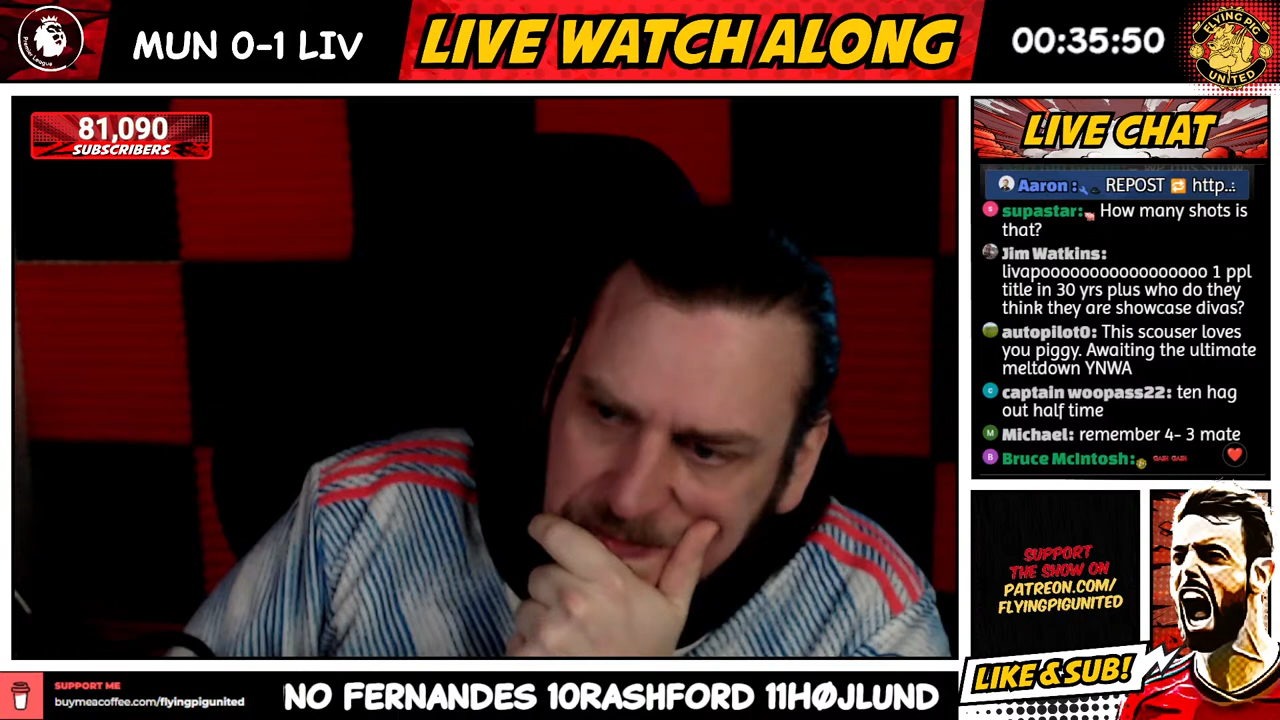 Premier League
MUN 0-1 LIV
LIVE WATCH ALONG
00:35:50
FLYING PIG
UNITED
81,090
SUBSCRIBERS
LIVE CHAT
Aaron : REPOST http...
supastar: How many shots is
that?
Jim Watkins:
livapooooooooooooooooo 1 ppl
title in 30 yrs plus who do they
think they are showcase divas?
autopilot0: This scouser loves
you piggy. Awaiting the ultimate
meltdown YNWA
captain woopass22: ten hag
out half time
Michael: remember 4- 3 mate
Bruce McIntosh:
SUPPORT
THE SHOW ON
PATREON.COM/
FLYINGPIGUNITED
LIKE & SUB!
SUPPORT ME
buymeacoffee.com/flyingpigunited
NO FERNANDES 10RASHFORD 11HØJLUND